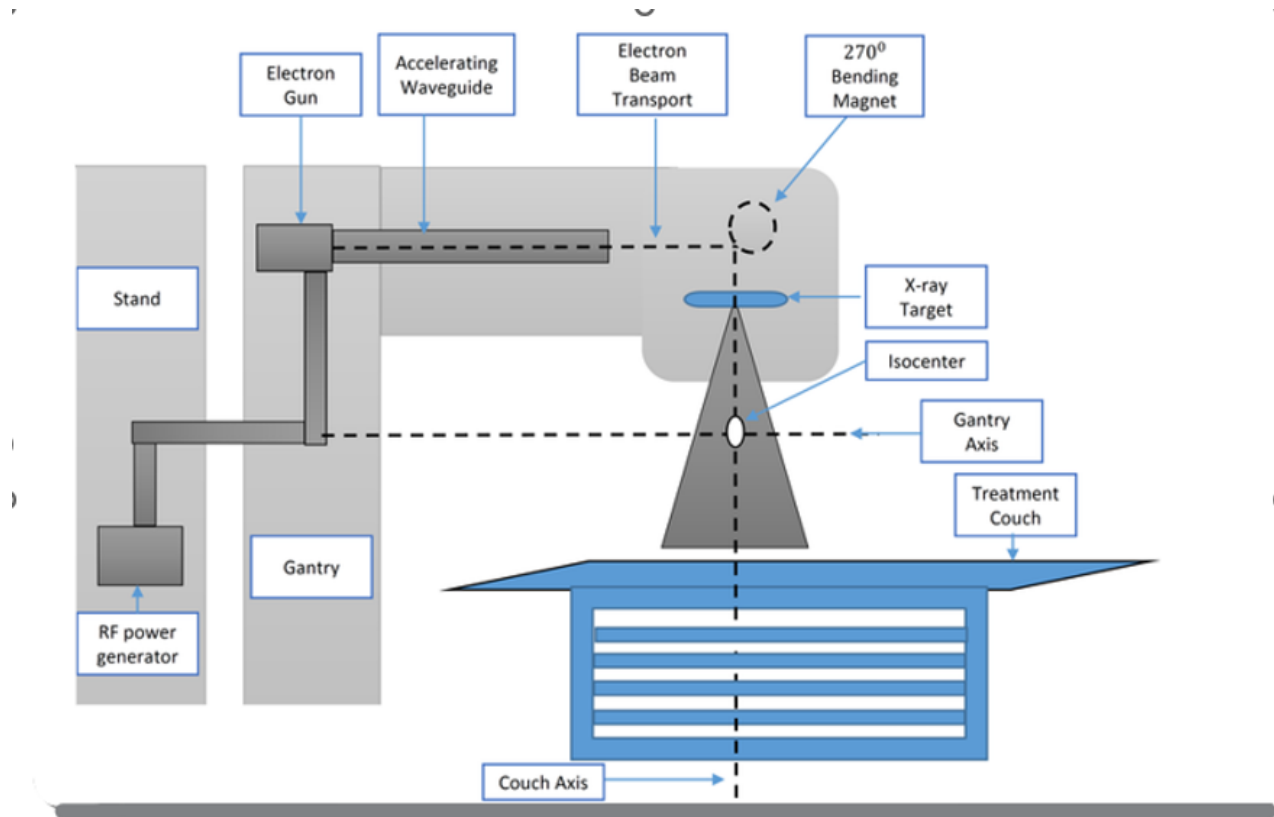 Electron
Gun
Accelerating
Waveguide
Electron
Beam
Transport
270⁰
Bending
Magnet
Stand
X-ray
Target
Isocenter
Gantry
Axis
Treatment
Couch
Gantry
RF power
generator
Couch Axis